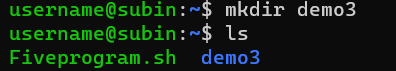 username@subin:~$ mkdir demo3
username@subin:~$ ls
Fiveprogram.sh  demo3